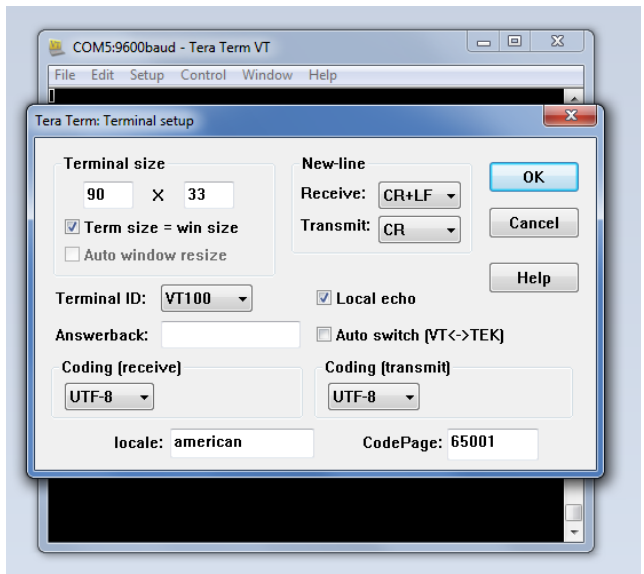 COM5:9600baud - Tera Term VT
File Edit Setup Control Window Help
Tera Term: Terminal setup
Terminal size
90 X 33
Term size = win size
Auto window resize
New-line
Receive: CR+LF
Transmit: CR
OK
Cancel
Help
Terminal ID: VT100
Local echo
Answerback:
Auto switch (VT<->TEK)
Coding (receive)
UTF-8
Coding (transmit)
UTF-8
locale: american
CodePage: 65001